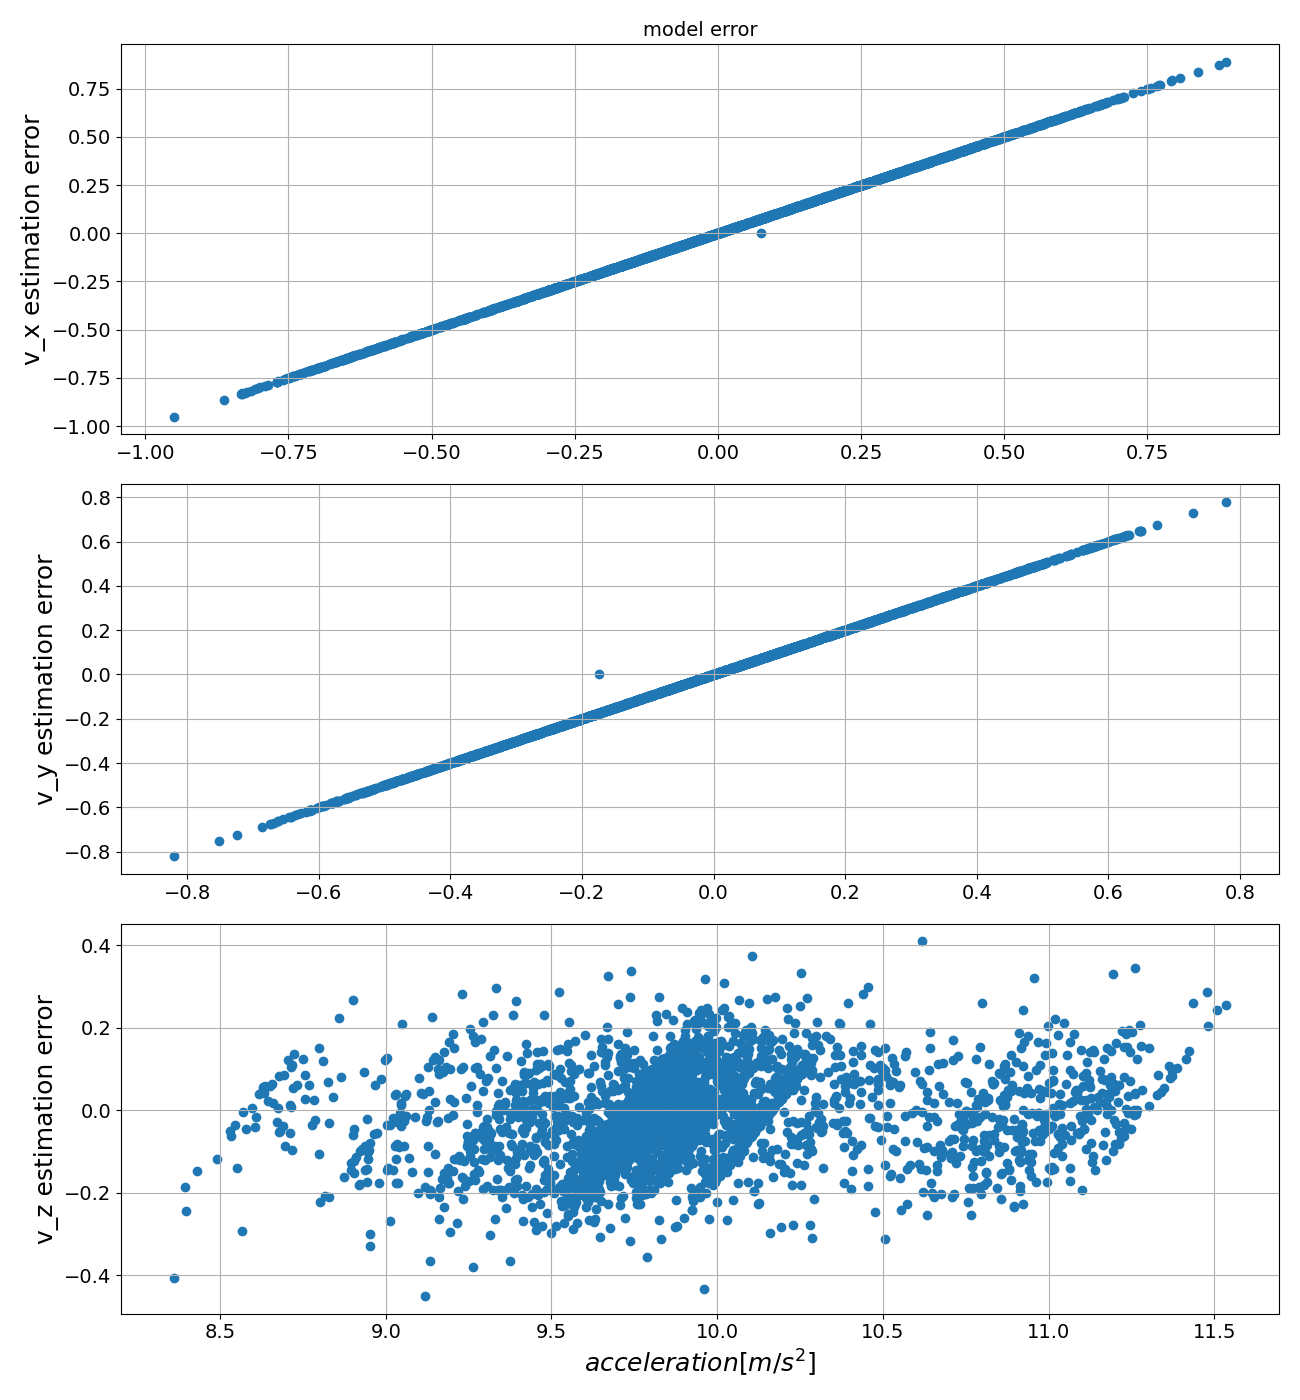 model error
v_x estimation error
0.75
0.50
0.25
0.00
−0.25
−0.50
−0.75
−1.00
−1.00 −0.75 −0.50 −0.25 0.00 0.25 0.50 0.75
v_y estimation error
0.8
0.6
0.4
0.2
0.0
−0.2
−0.4
−0.6
−0.8
−0.8 −0.6 −0.4 −0.2 0.0 0.2 0.4 0.6 0.8
v_z estimation error
0.4
0.2
0.0
−0.2
−0.4
8.5 9.0 9.5 10.0 10.5 11.0 11.5
acceleration[m/s²]